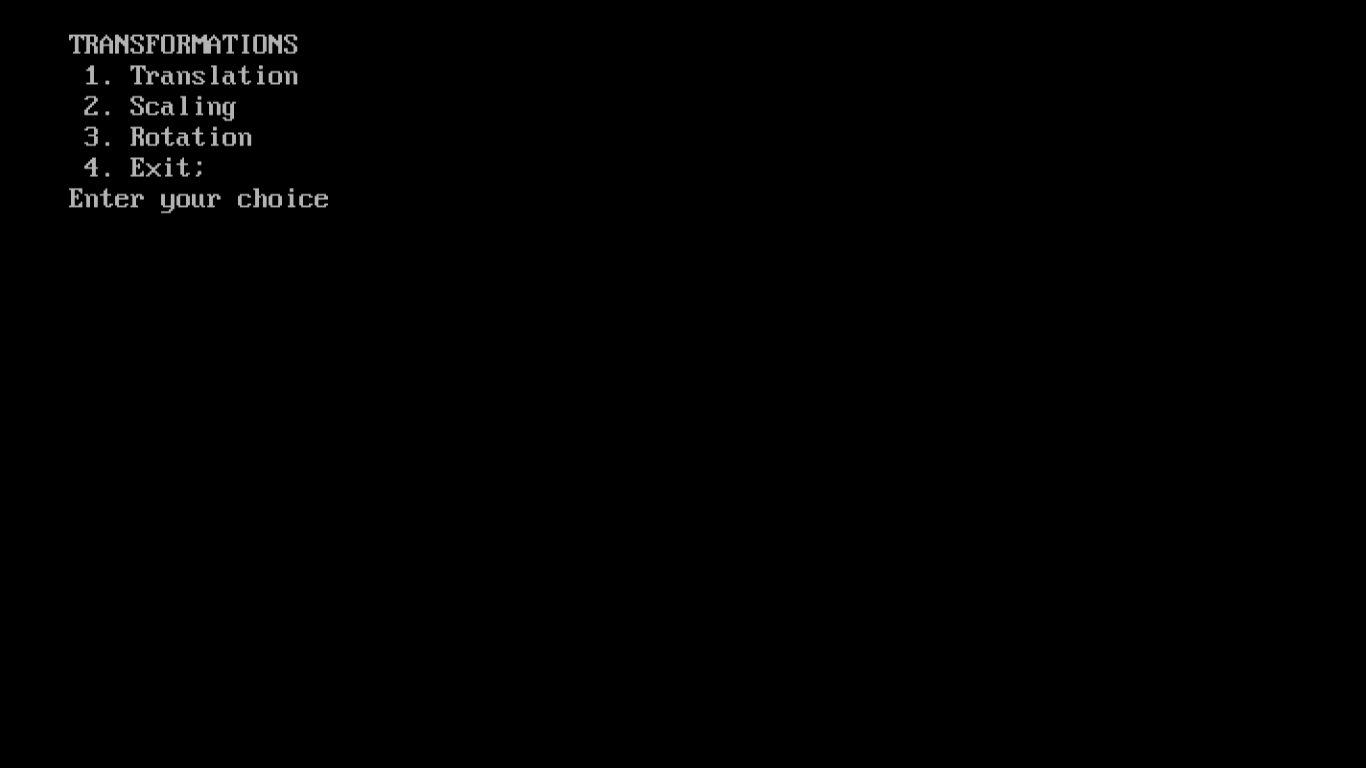 TRANSFORMATIONS
1. Translation
2. Scaling
3. Rotation
4. Exit;
Enter your choice